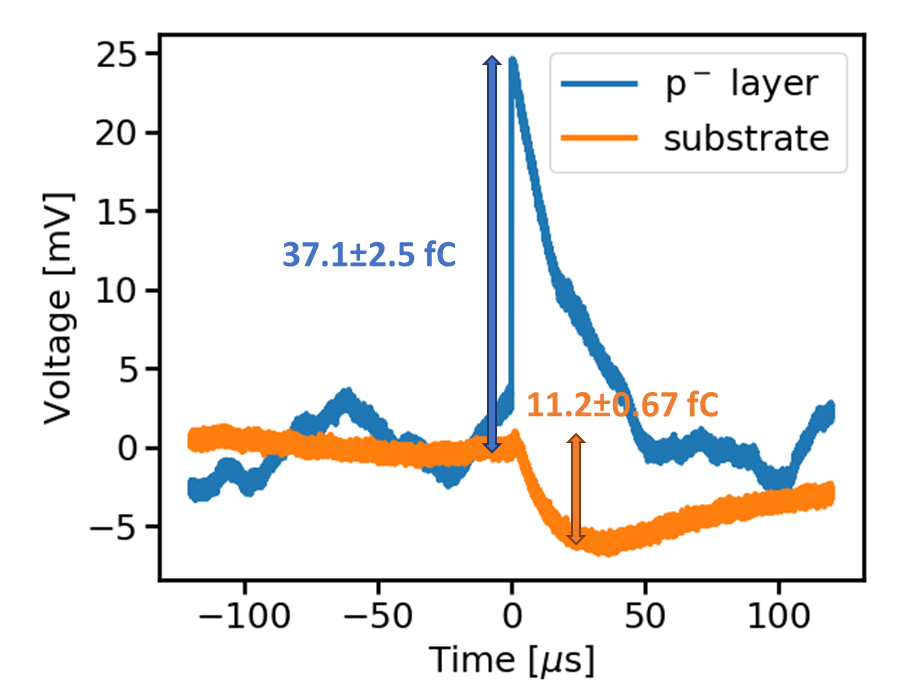 25
20
15
10
5
0
−5
Voltage [mV]
p⁻ layer
substrate
37.1±2.5 fC
11.2±0.67 fC
−100
−50
0
50
100
Time [μs]